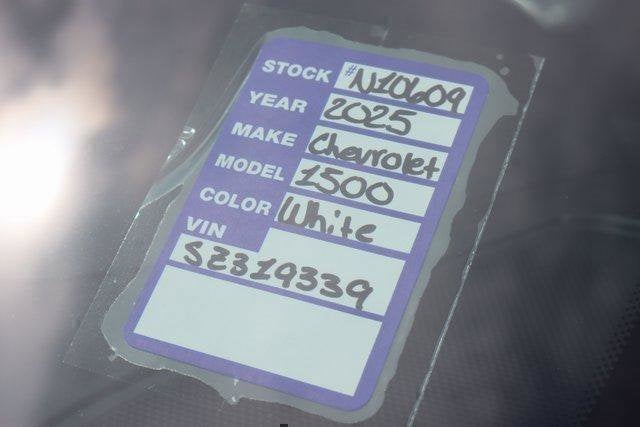 STOCK #N10609
YEAR 2025
MAKE Chevrolet
MODEL 1500
COLOR White
VIN
SZ319339